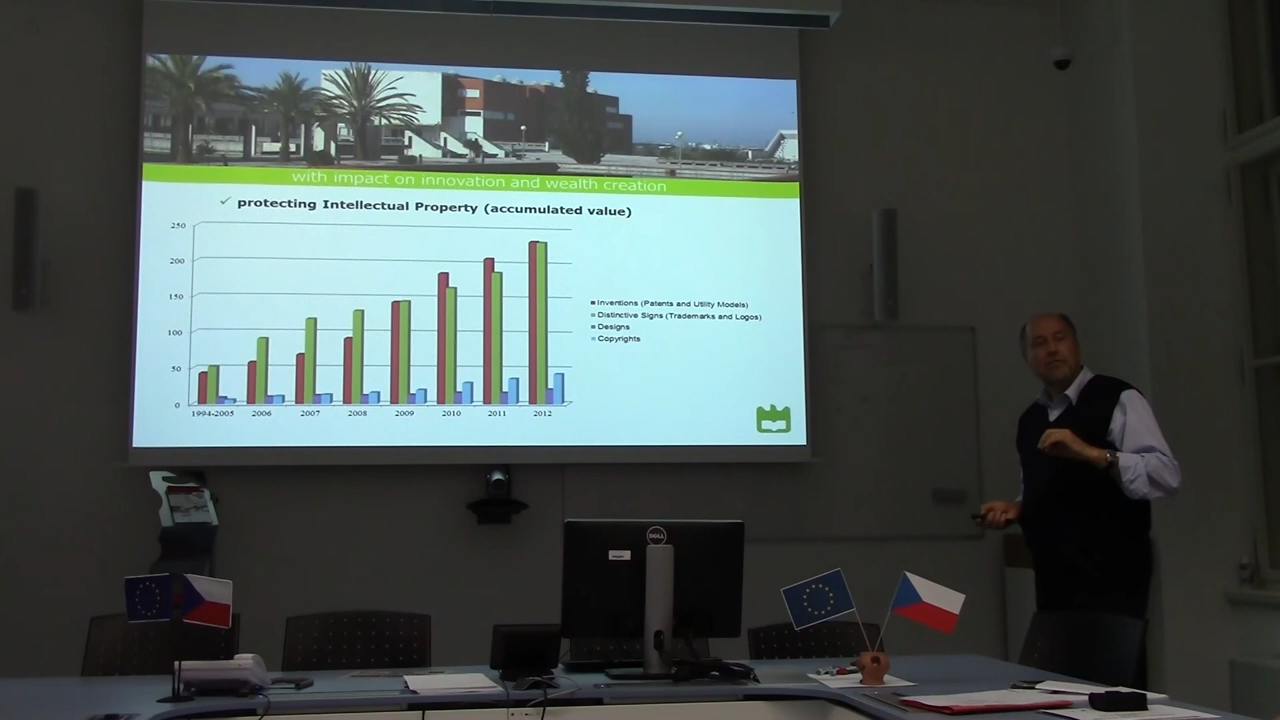 with impact on innovation and wealth creation
✓ protecting Intellectual Property (accumulated value)
250
200
150
100
50
0
1994-2005 2006 2007 2008 2009 2010 2011 2012
Inventions (Patents and Utility Models)
Distinctive Signs (Trademarks and Logos)
Designs
Copyrights
DELL